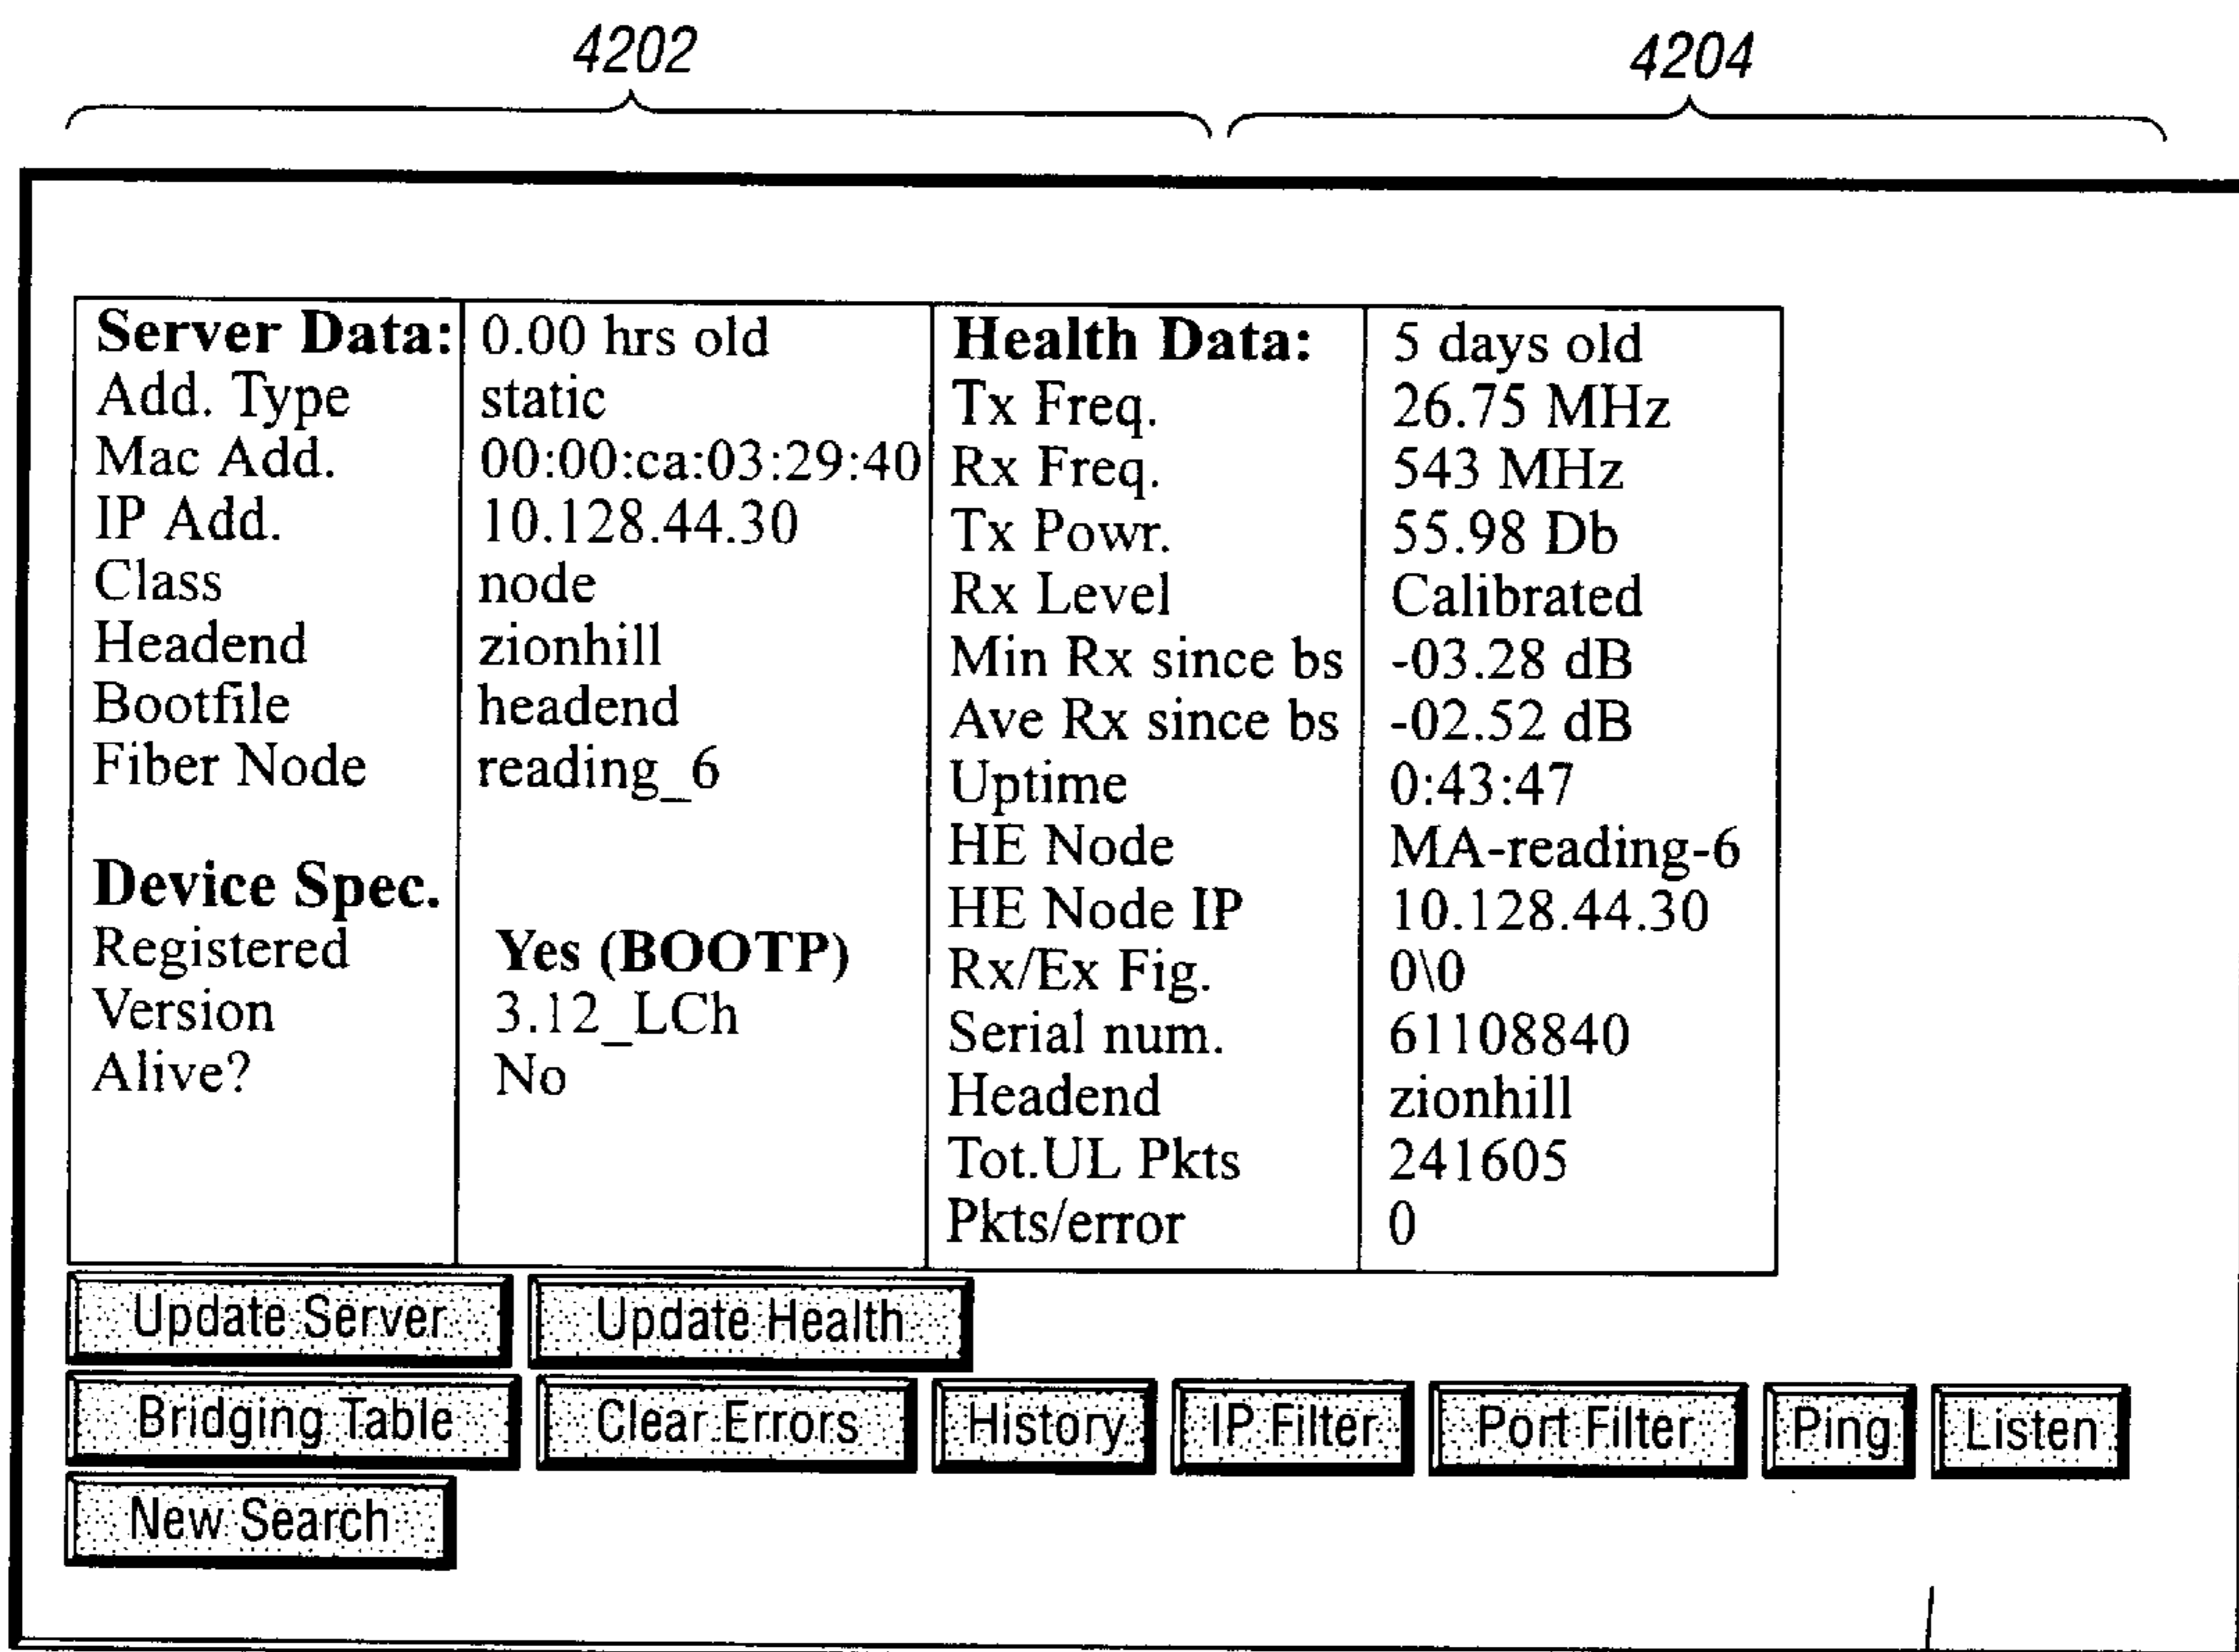 4202 4204
Server Data: 0.00 hrs old Health Data: 5 days old
Add. Type static Tx Freq. 26.75 MHz
Mac Add. 00:00:ca:03:29:40 Rx Freq. 543 MHz
IP Add. 10.128.44.30 Tx Powr. 55.98 Db
Class node Rx Level Calibrated
Headend zionhill Min Rx since bs -03.28 dB
Bootfile headend Ave Rx since bs -02.52 dB
Fiber Node reading_6 Uptime 0:43:47
HE Node MA-reading-6
Device Spec. HE Node IP 10.128.44.30
Registered Yes (BOOTP) Rx/Ex Fig. 0\0
Version 3.12_LCh Serial num. 61108840
Alive? No Headend zionhill
Tot.UL Pkts 241605
Pkts/error 0
Update Server Update Health
Bridging Table Clear Errors History IP Filter Port Filter Ping Listen
New Search